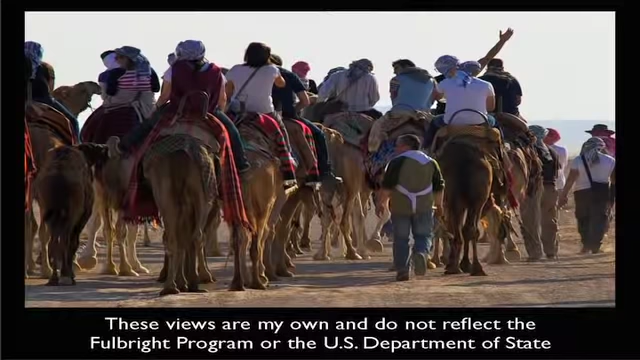 These views are my own and do not reflect the
Fulbright Program or the U.S. Department of State